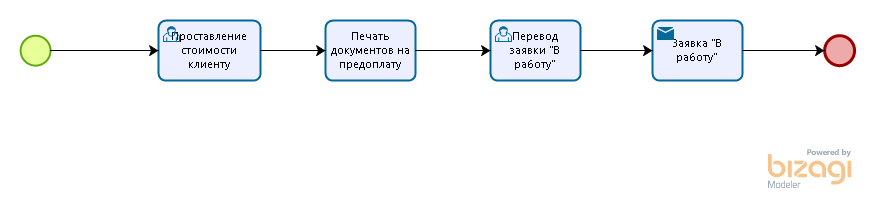 Проставление
стоимости
клиенту
Печать
документов на
предоплату
Перевод
заявки "В
работу"
Заявка "В
работу"
Powered by
bizagi
Modeler